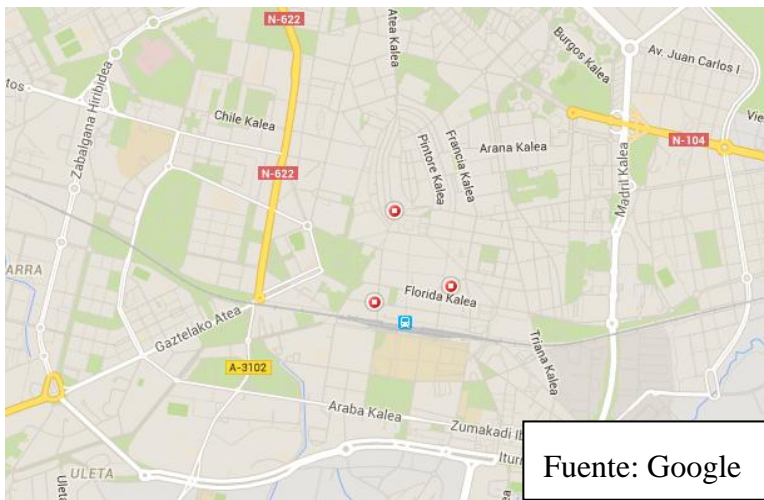 N-622
Atea Kalea
Burgos Kalea
Av. Juan Carlos I
Zabalgana Hiribidea
tos
Chile Kalea
Pintore Kalea
Francia Kalea
Arana Kalea
Vie
N-104
N-622
Madril Kalea
ARRA
Florida Kalea
Gaztelako Atea
Triana Kalea
A-3102
Araba Kalea
Zumakadi Ib
Iturr
ULETA
Uleta
Fuente: Google